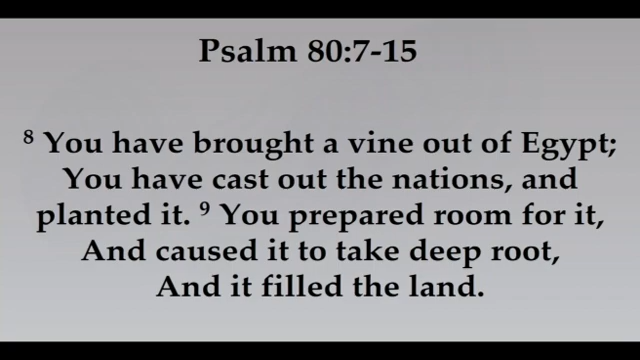 Psalm 80:7-15
⁸ You have brought a vine out of Egypt;
You have cast out the nations, and
planted it. ⁹ You prepared room for it,
And caused it to take deep root,
And it filled the land.